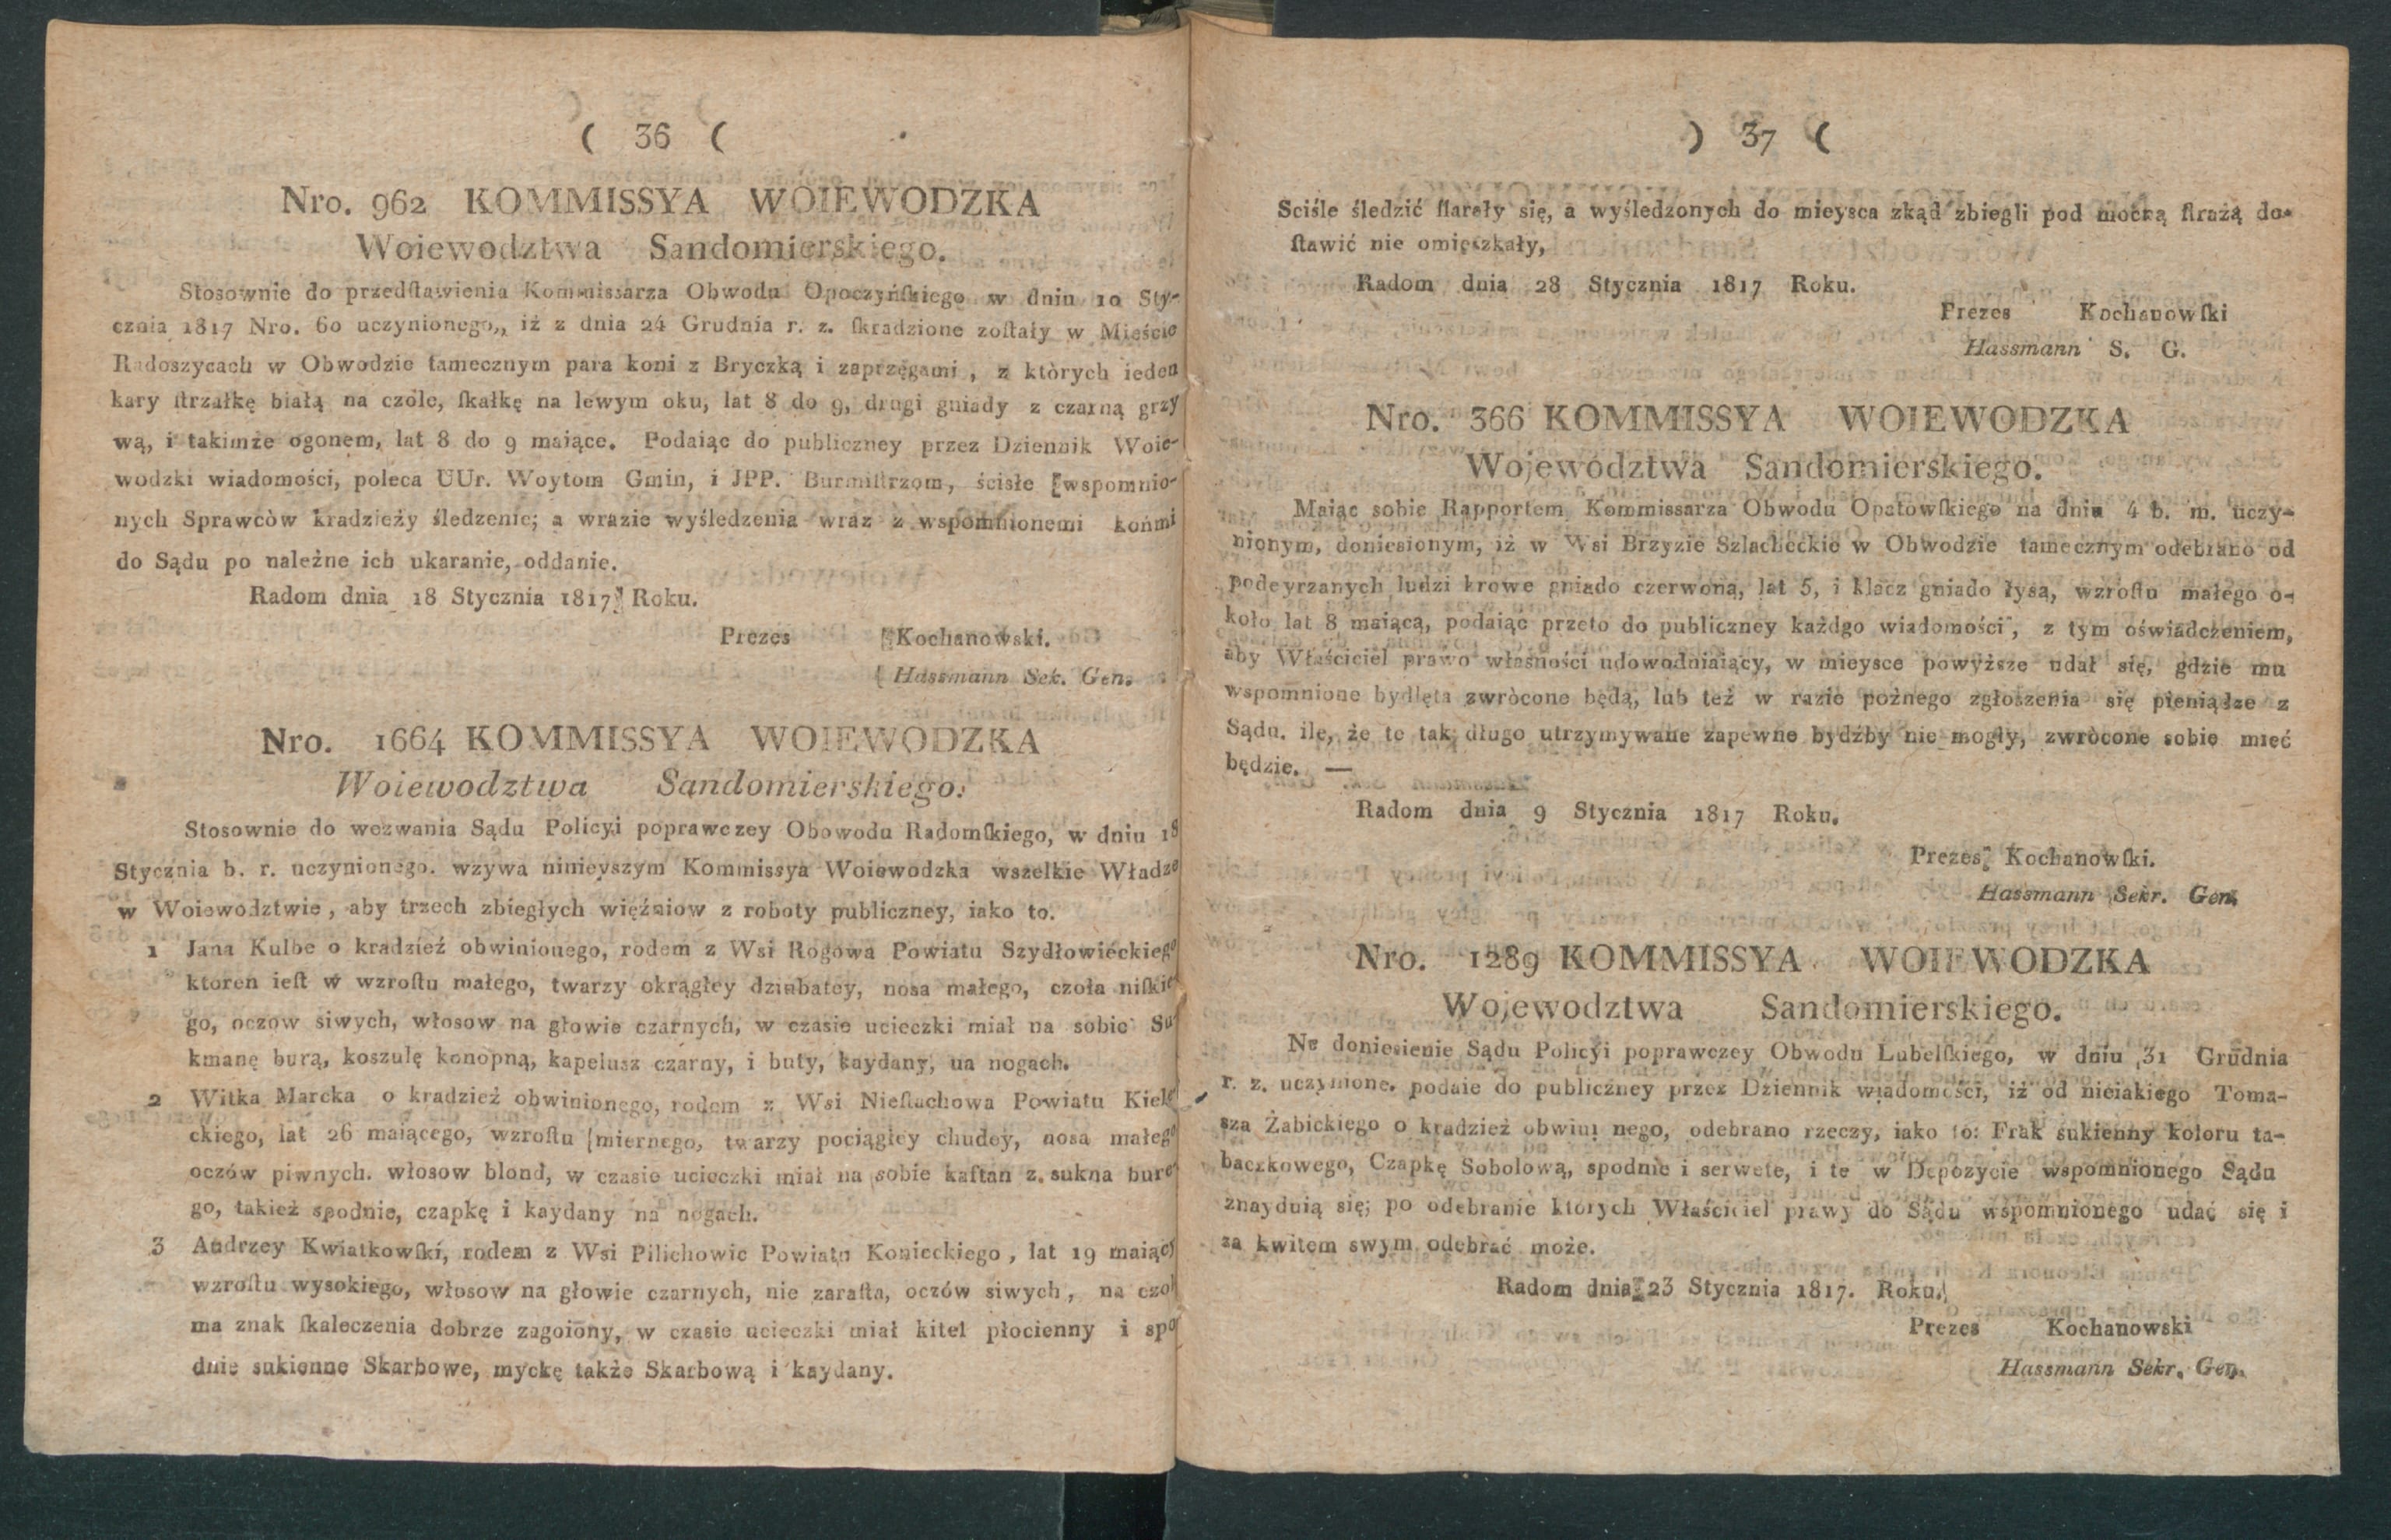 ( 36 (
Nro. 962 KOMMISSYA WOIEWODZKA
Woiewodztwa Sandomierskiego.
Stosownie do przedſtawienia Kommissarza Obwodu Opoczyńſkiego w dniu 10 Sty-
cznia 1817 Nro. 60 uczynionego,, iż z dnia 24 Grudnia r. z. ſkradzione zoſtały w Mieście
Radoszycach w Obwodzie tamecznym para koni z Bryczką i zaprzęgami, z których ieden
kary ſtrzałkę białą na czole, ſkałkę na lewym oku, lat 8 do 9, drugi gniady z czarną grzy
wą, i takimże ogonem, lat 8 do 9 maiące. Podaiąc do publiczney przez Dziennik Woie-
wodzki wiadomości, poleca UUr. Woytom Gmin, i JPP. Burmiſtrzom, ścisłe [wspomnio-
nych Sprawcòw kradzieży śledzenie; a wrazie wyśledzenia wraz z wspomnionemi końmi
do Sądu po należne ich ukaranie, oddanie.
Radom dnia 18 Stycznia 1817 Roku.
Prezes Kochanowski.
Hassmann Sek. Gen.
Nro. 1664 KOMMISSYA WOIEWODZKA
Woiewodztwa Sandomierskiego.
Stosownie do wezwania Sądu Policyi poprawczey Obowodu Radomſkiego, w dniu 18
Stycznia b. r. uczynionego. wzywa ninieyszym Kommissya Woiewodzka wszelkie Władze
w Woiewodztwie, aby trzech zbiegłych więźniow z roboty publiczney, iako to.
1 Jana Kulbe o kradzież obwinionego, rodem z Wsi Rogowa Powiatu Szydłowieckiego
ktoren ieſt w wzroſtu małego, twarzy okrągłey dziubatey, nosa małego, czoła niſkie
go, oczow siwych, włosow na głowie czarnych, w czasie ucieczki miał na sobie Su
kmanę burą, koszulę konopną, kapelusz czarny, i buty, kaydany, na nogach.
2 Witka Marcka o kradzież obwinionego, rodem z Wsi Nieſtachowa Powiatu Kiele
ckiego, lat 26 maiącego, wzroſtu [miernego, twarzy pociągłey chudey, nosa małego
oczów piwnych. włosow blond, w czasie ucieczki miał na sobie kaftan z sukna bure
go, takież spodnie, czapkę i kaydany na nogach.
3 Andrzey Kwiatkowſki, rodem z Wsi Pilichowic Powiatu Konieckiego, lat 19 maiący
wzroſtu wysokiego, włosow na głowie czarnych, nie zaraſta, oczów siwych, na czole
ma znak ſkaleczenia dobrze zagoiony, w czasie ucieczki miał kitel płocienny i spo
dnie sukienne Skarbowe, myckę także Skarbową i kaydany.
) 37 (
Sciśle śledzić ſtarały się, a wyśledzonych do mieysca zkąd zbiegli pod mocną ſtrażą do-
ſtawić nie omieszkały,
Radom dnia 28 Stycznia 1817 Roku.
Prezes Kochanowſki
Hassmann S. G.
Nro. 366 KOMMISSYA WOIEWODZKA
Wojewodztwa Sandomierskiego.
Maiąc sobie Rapportem Kommissarza Obwodu Opatowſkiego na dniu 4 b. m. uczy-
nionym, doniesionym, iż w Wsi Brzyzie Szlacheckie w Obwodzie tamecznym odebrano od
podeyrzanych ludzi krowe gniado czerwoną, lat 5, i klacz gniado łysą, wzroſtu małego o-
koło lat 8 maiącą, podaiąc przeto do publiczney każdgo wiadomości, z tym oświadczeniem,
aby Właściciel prawo własności udowodniaiący, w mieysce powyższe udał się, gdzie mu
wspomnione bydlęta zwròcone będą, lub też w razie pożnego zgłoszenia się pieniądze z
Sądu. ile, że te tak długo utrzymywane zapewne bydźby nie mogły, zwròcone sobie mieć
będzie. —
Radom dnia 9 Stycznia 1817 Roku.
Prezes Kochanowſki.
Hassmann Sekr. Gen.
Nro. 1289 KOMMISSYA WOIEWODZKA
Wojewodztwa Sandomierskiego.
Na doniesienie Sądu Policyi poprawczey Obwodu Lubelſkiego, w dniu 31 Grudnia
r. z. uczynione. podaie do publiczney przez Dziennik wiadomości, iż od nieiakiego Toma-
sza Żabickiego o kradzież obwini nego, odebrano rzeczy, iako to: Frak sukienny koloru ta-
baczkowego, Czapkę Sobolową, spodnie i serwete, i te w Depozycie wspomnionego Sądu
znayduią się; po odebranie ktorych Właściciel prawy do Sądu wspomnionego udać się i
za kwitem swym odebrać może.
Radom dnia 23 Stycznia 1817. Roku.
Prezes Kochanowski
Hassmann Sekr. Gen.